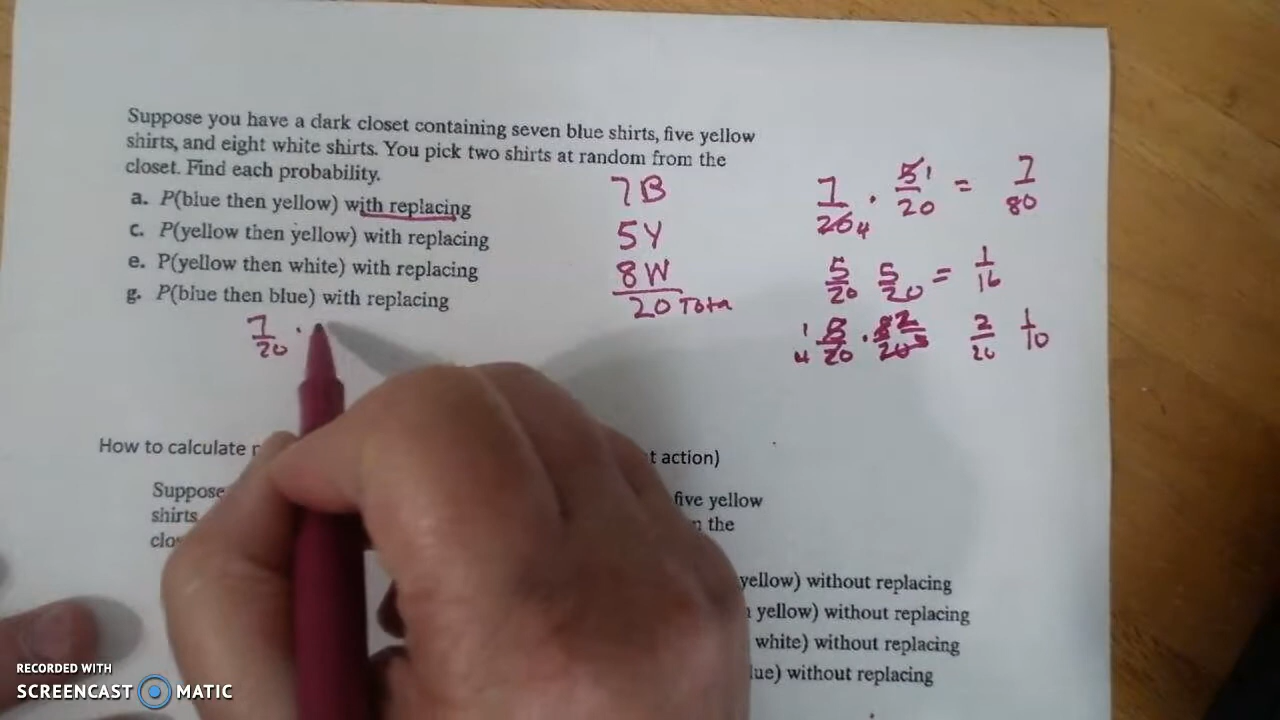 Suppose you have a dark closet containing seven blue shirts, five yellow
shirts, and eight white shirts. You pick two shirts at random from the
closet. Find each probability.
a. P(blue then yellow) with replacing
c. P(yellow then yellow) with replacing
e. P(yellow then white) with replacing
g. P(blue then blue) with replacing
7/20 ·
7B
5Y
8W
20 Total
7/20 4 · 5 1/20 = 7/80
5/20 5/20 = 1/16
1 4 /20 · 2/20 2/20 1/10
How to calculate
t action)
Suppose five yellow
shirts the
clo
yellow) without replacing
yellow) without replacing
white) without replacing
lue) without replacing
RECORDED WITH
SCREENCAST MATIC